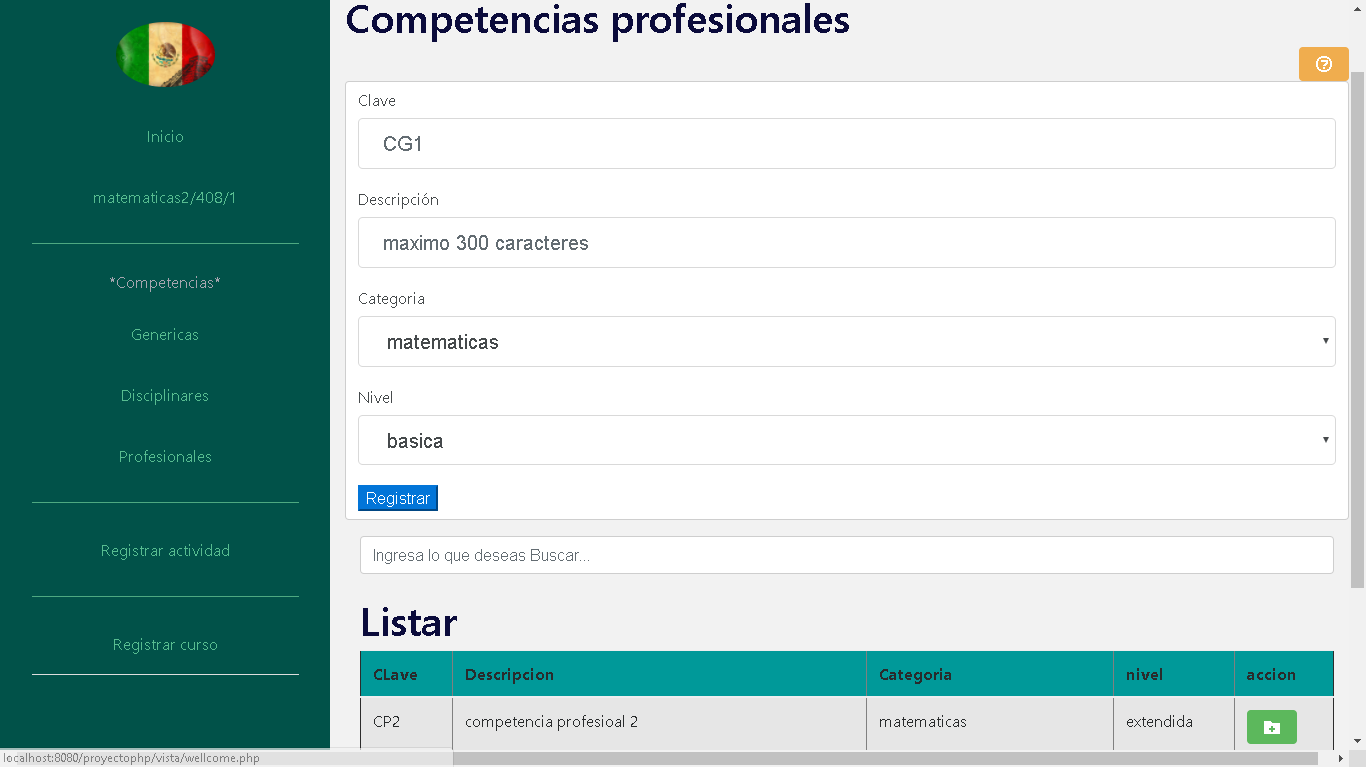 Inicio
matematicas2/408/1
*Competencias*
Genericas
Disciplinares
Profesionales
Registrar actividad
Registrar curso
Competencias profesionales
Clave
CG1
Descripción
maximo 300 caracteres
Categoria
matematicas
Nivel
basica
Registrar
Ingresa lo que deseas Buscar...
Listar
CLave Descripcion Categoria nivel accion
CP2 competencia profesioal 2 matematicas extendida
localhost:8080/proyectophp/vista/wellcome.php